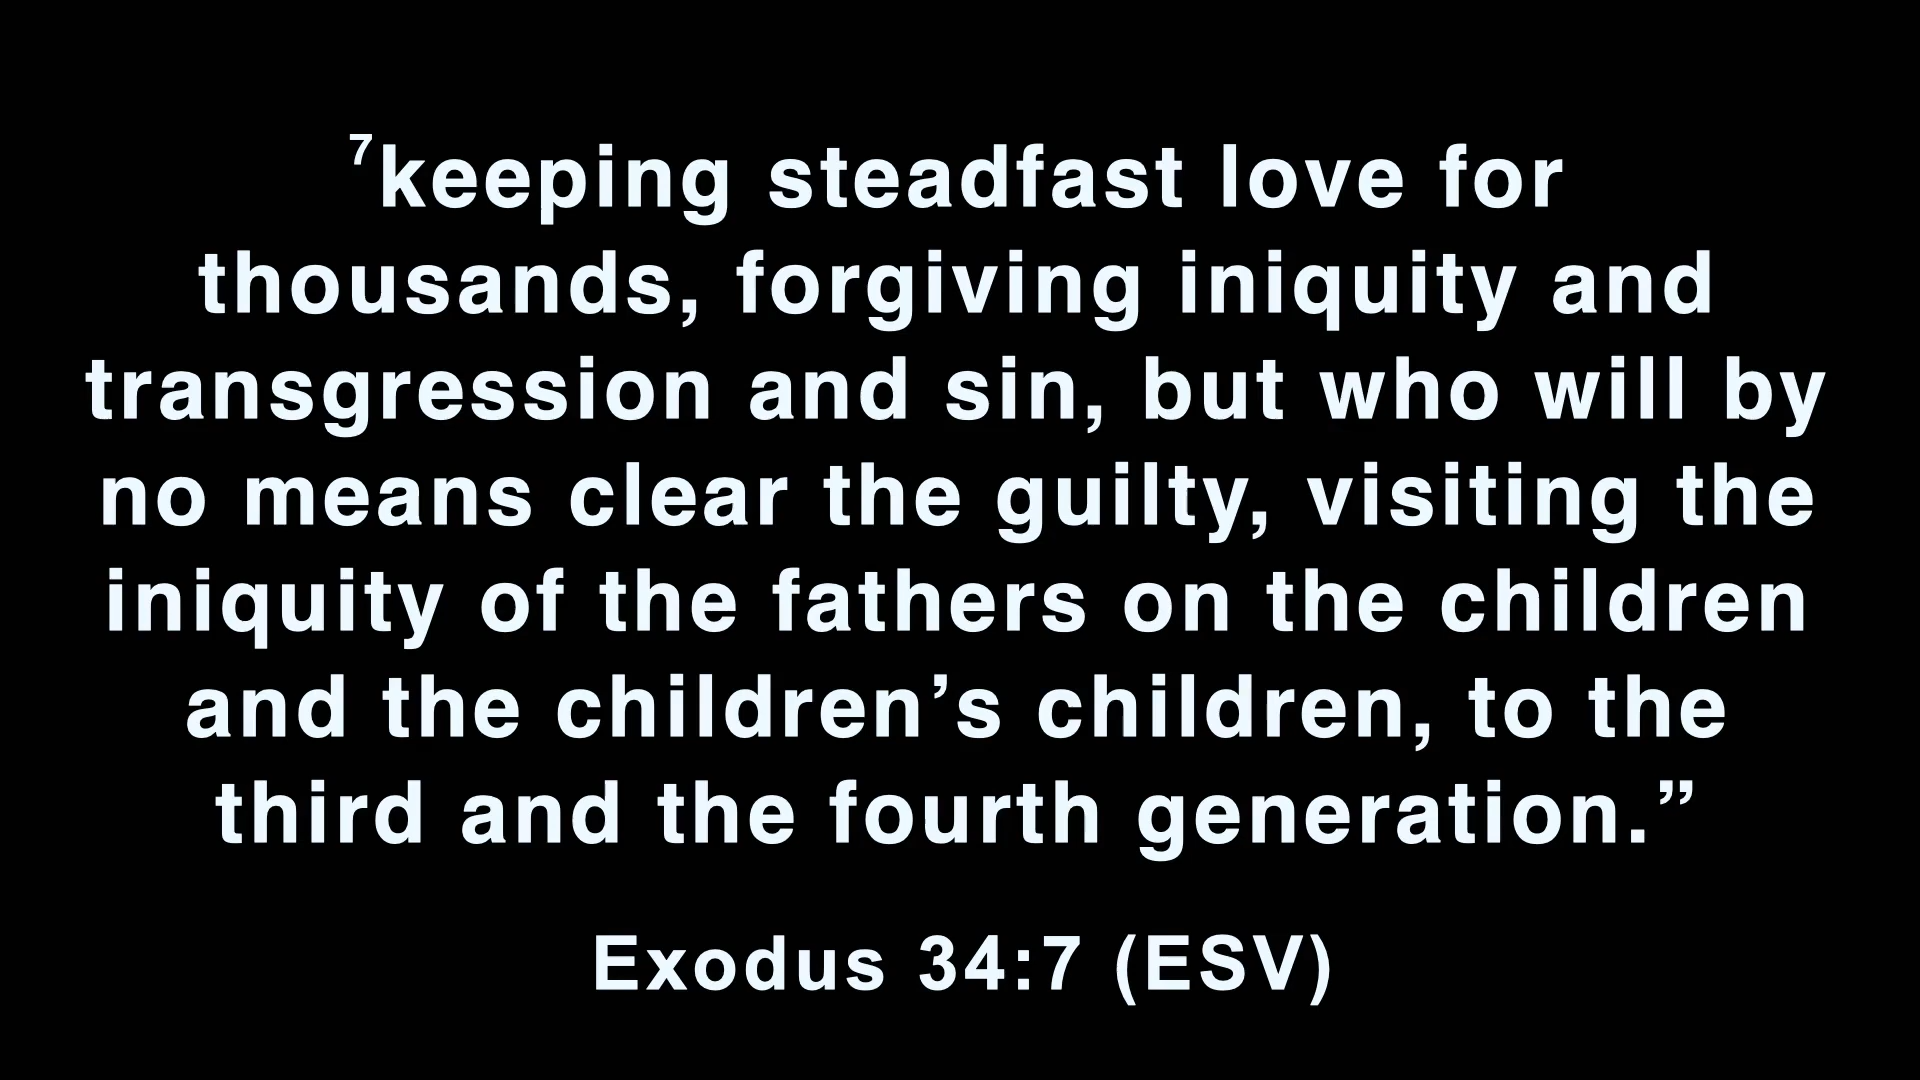 ⁷keeping steadfast love for
thousands, forgiving iniquity and
transgression and sin, but who will by
no means clear the guilty, visiting the
iniquity of the fathers on the children
and the children’s children, to the
third and the fourth generation.”
Exodus 34:7 (ESV)